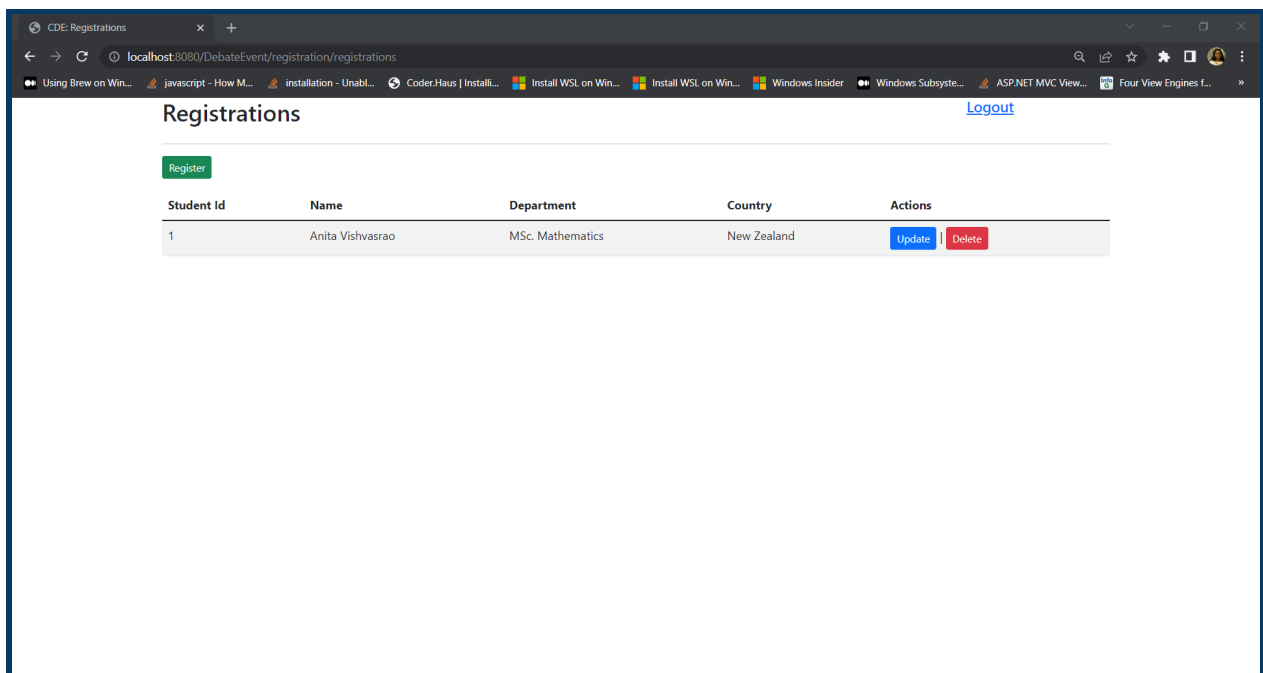 CDE: Registrations
localhost:8080/DebateEvent/registration/registrations
Using Brew on Win... javascript - How M... installation - Unabl... Coder.Haus | Installi... Install WSL on Win... Install WSL on Win... Windows Insider Windows Subsyste... ASP.NET MVC View... Info Q Four View Engines f... »
Registrations Logout
Register
Student Id Name Department Country Actions
1 Anita Vishvasrao MSc. Mathematics New Zealand Update | Delete